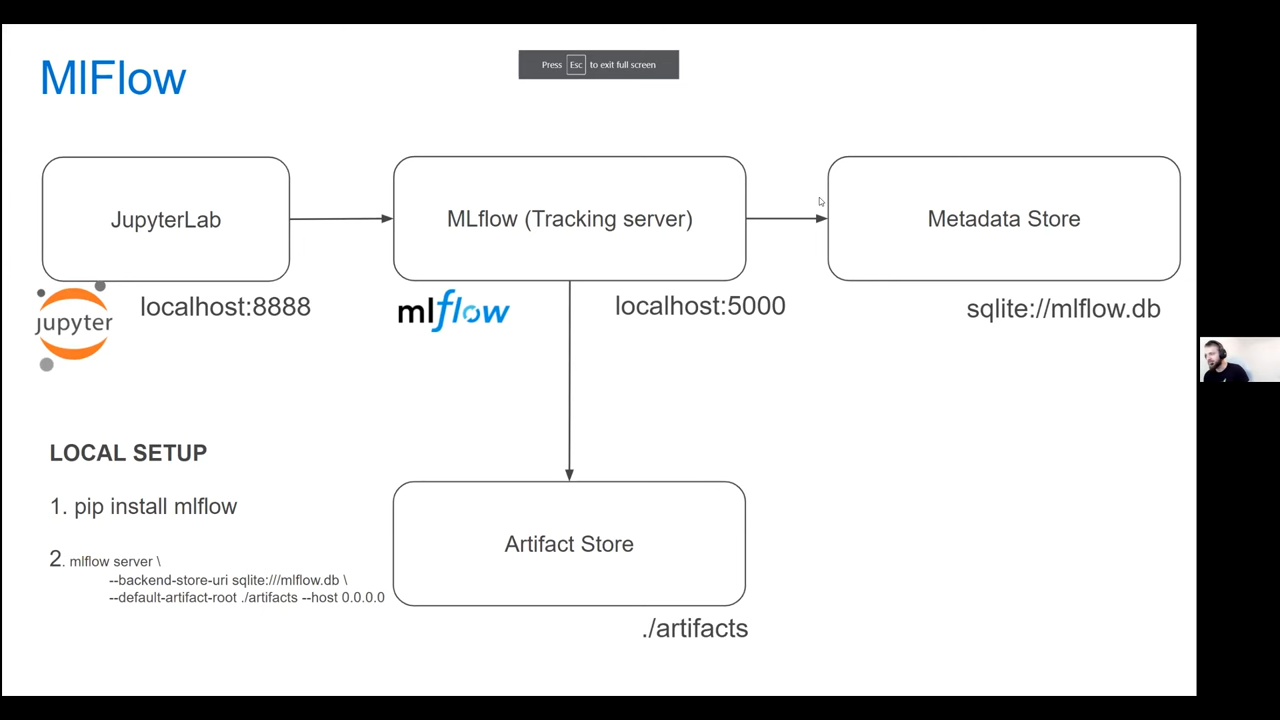 MlFlow
Press Esc to exit full screen
JupyterLab
MLflow (Tracking server)
Metadata Store
jupyter
localhost:8888
mlflow
localhost:5000
sqlite://mlflow.db
LOCAL SETUP
1. pip install mlflow
2. mlflow server \
--backend-store-uri sqlite:///mlflow.db \
--default-artifact-root ./artifacts --host 0.0.0.0
Artifact Store
./artifacts